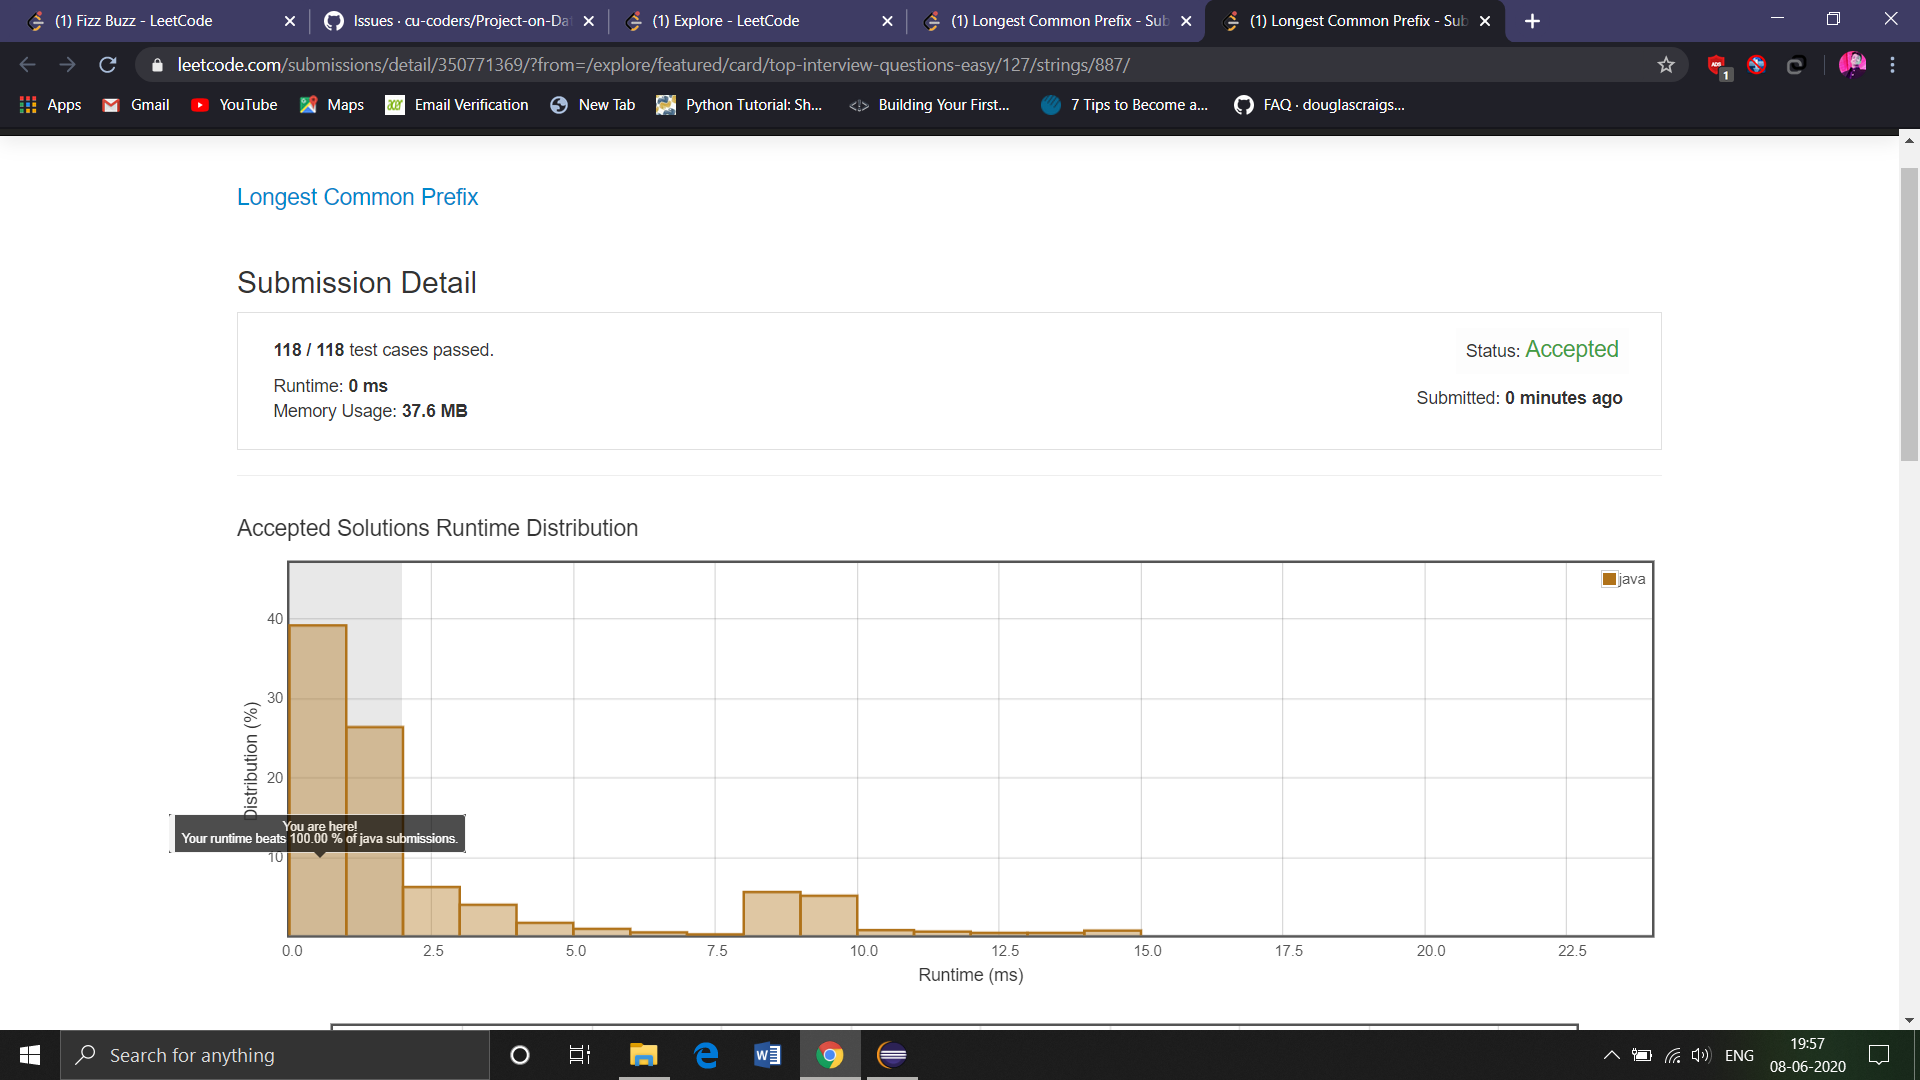 (1) Fizz Buzz - LeetCode
Issues · cu-coders/Project-on-Da
(1) Explore - LeetCode
(1) Longest Common Prefix - Sub
(1) Longest Common Prefix - Sub
leetcode.com/submissions/detail/350771369/?from=/explore/featured/card/top-interview-questions-easy/127/strings/887/
1
Apps
Gmail
YouTube
Maps
acer
Email Verification
New Tab
Python Tutorial: Sh...
Building Your First...
7 Tips to Become a...
FAQ · douglascraigs...
Longest Common Prefix
Submission Detail
118 / 118 test cases passed.
Status: Accepted
Runtime: 0 ms
Submitted: 0 minutes ago
Memory Usage: 37.6 MB
Accepted Solutions Runtime Distribution
java
40
30
20
10
Distribution (%)
You are here!
Your runtime beats 100.00 % of java submissions.
0.0 2.5 5.0 7.5 10.0 12.5 15.0 17.5 20.0 22.5
Runtime (ms)
Search for anything
ENG
19:57
08-06-2020